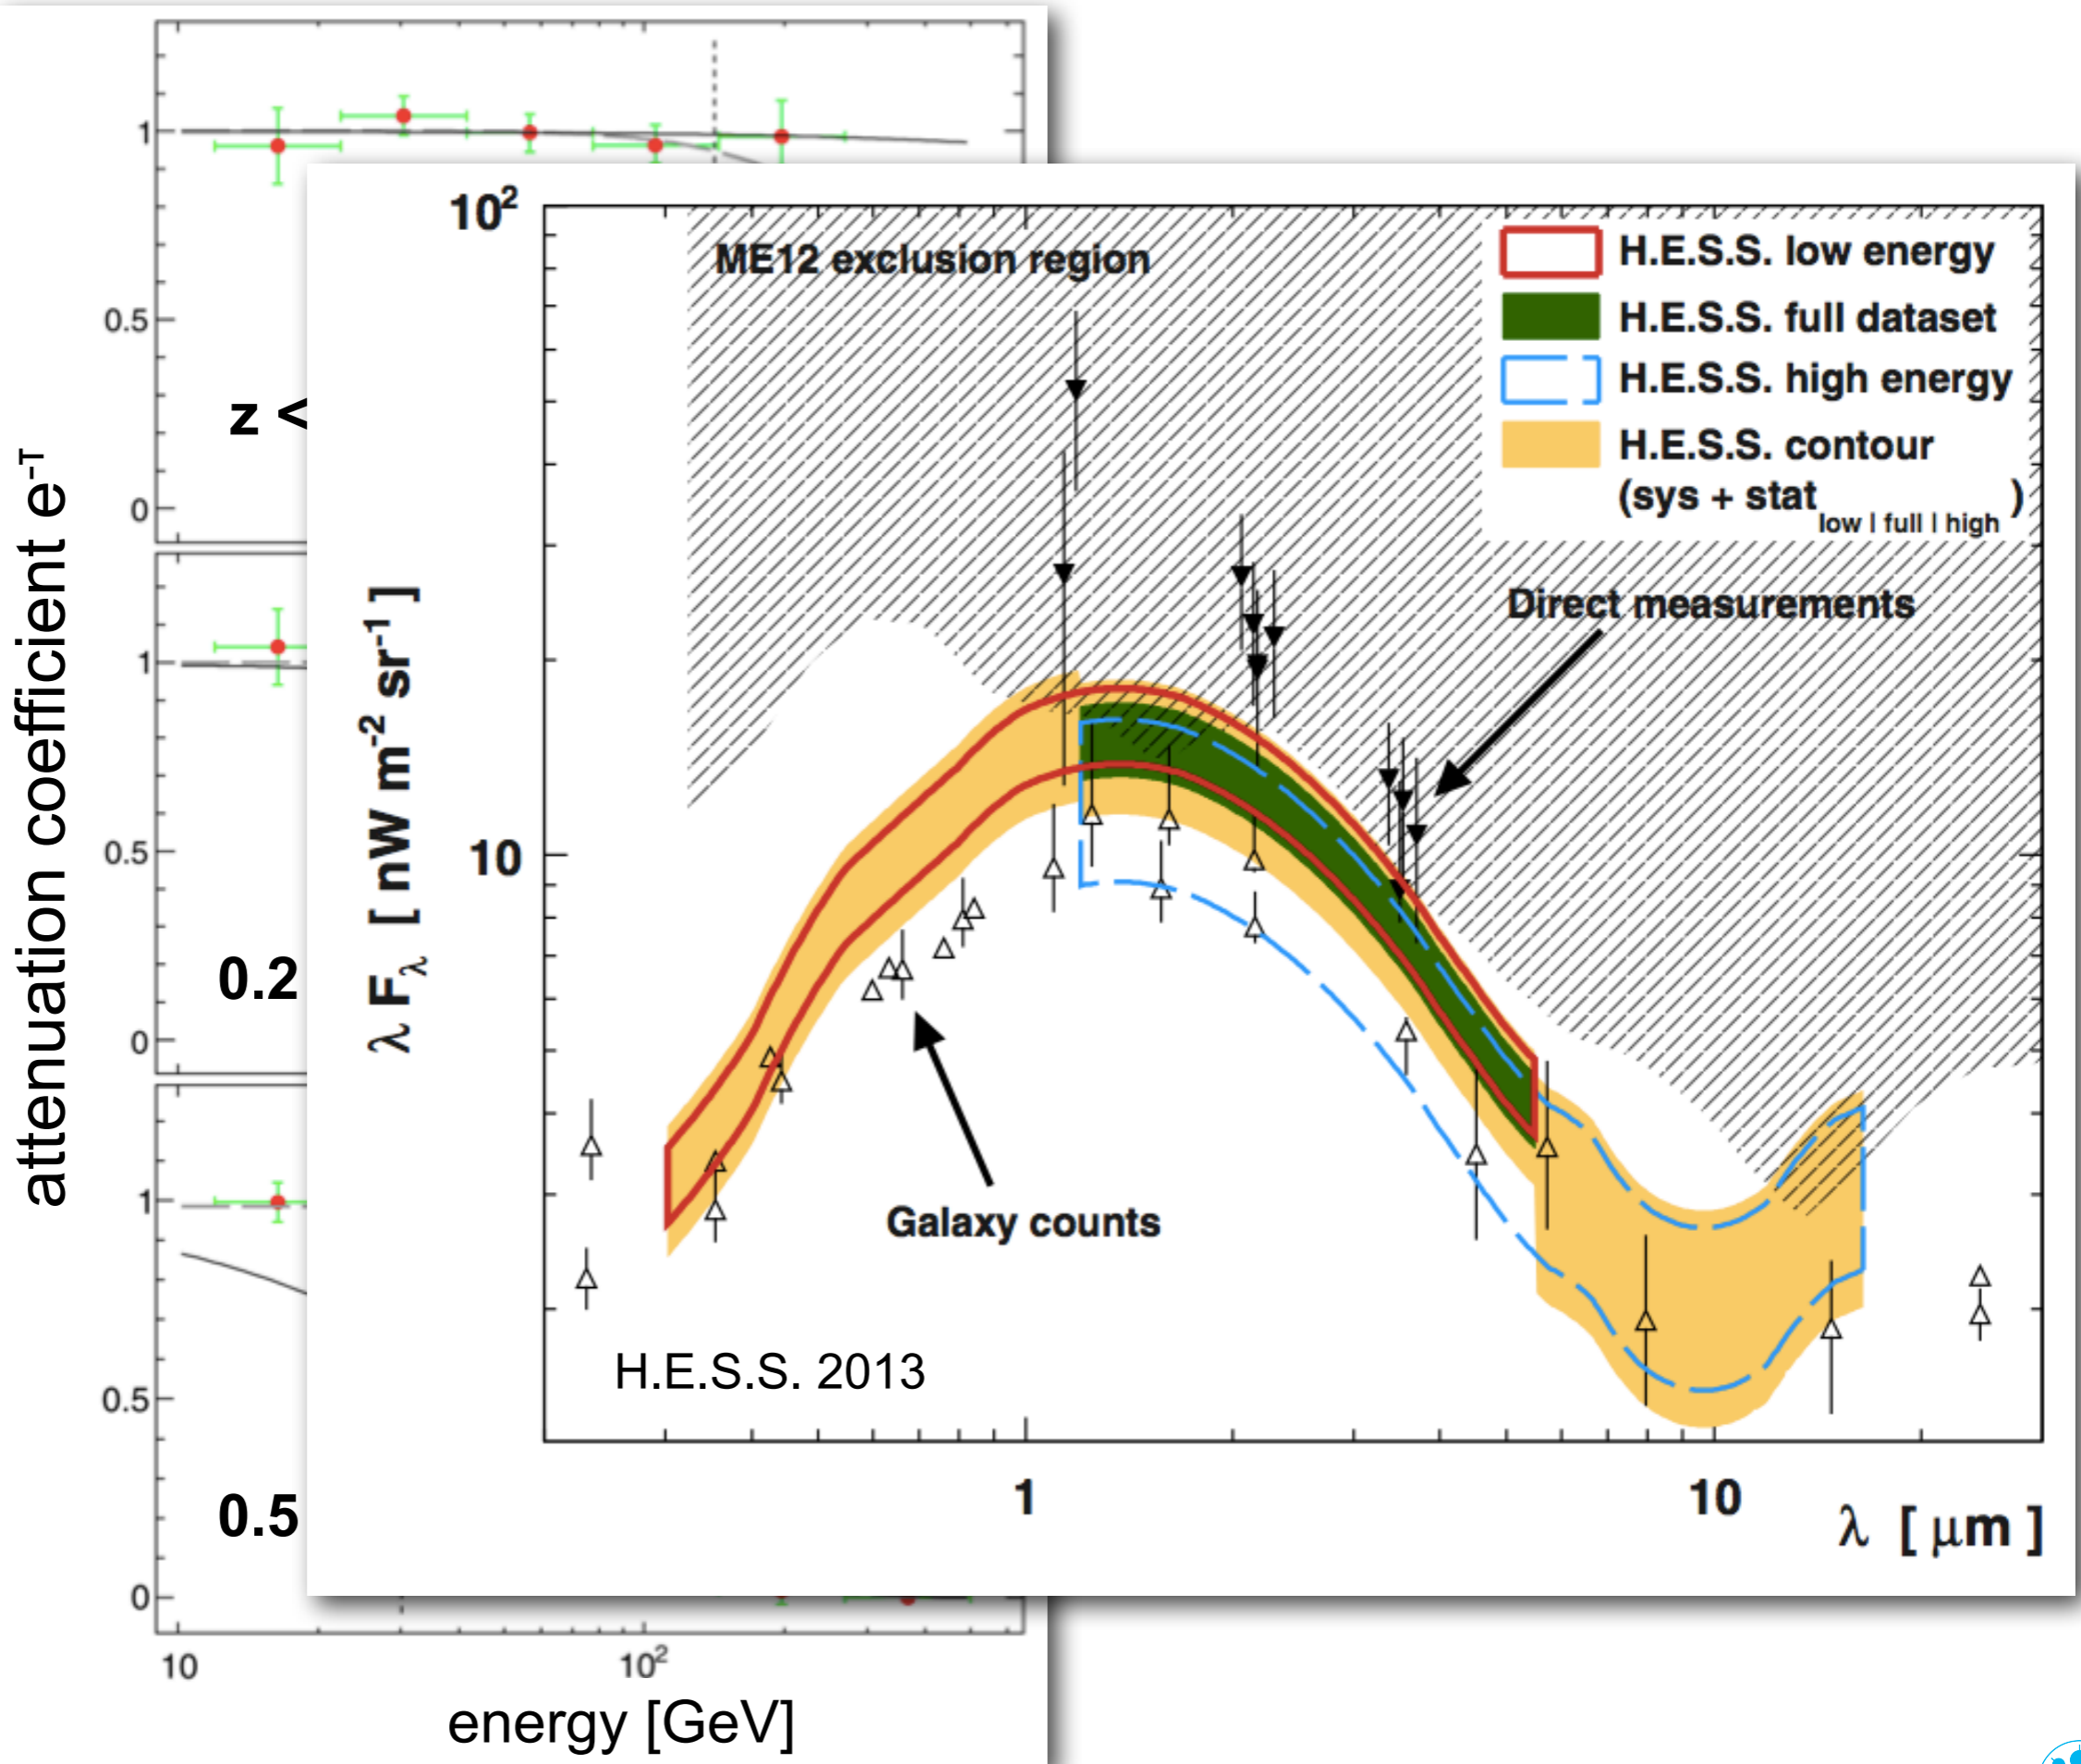 attenuation coefficient e-τ
1
0.5
0
z <
1
0.5
0
0.2
1
0.5
0
0.5
10
10²
energy [GeV]
10²
10
λ Fλ [ nW m-2 sr-1 ]
ME12 exclusion region
H.E.S.S. low energy
H.E.S.S. full dataset
H.E.S.S. high energy
H.E.S.S. contour
(sys + stat low | full | high )
Direct measurements
Galaxy counts
H.E.S.S. 2013
1
10
λ [ μm ]